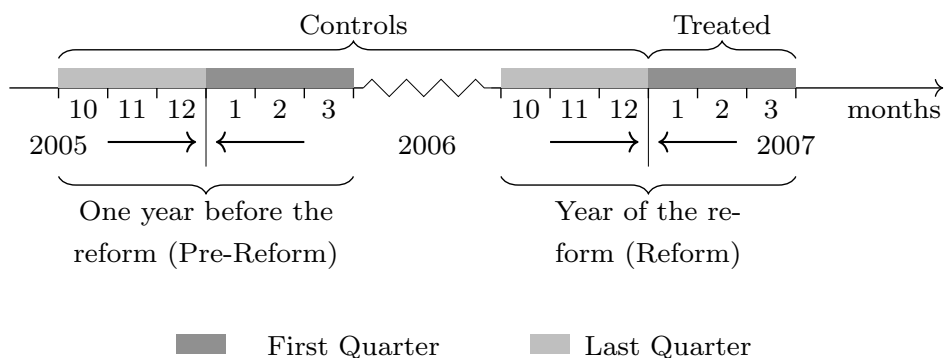 Controls Treated
10 11 12 1 2 3 10 11 12 1 2 3 months
2005 2006 2007
One year before the
reform (Pre-Reform)
Year of the re-
form (Reform)
First Quarter Last Quarter